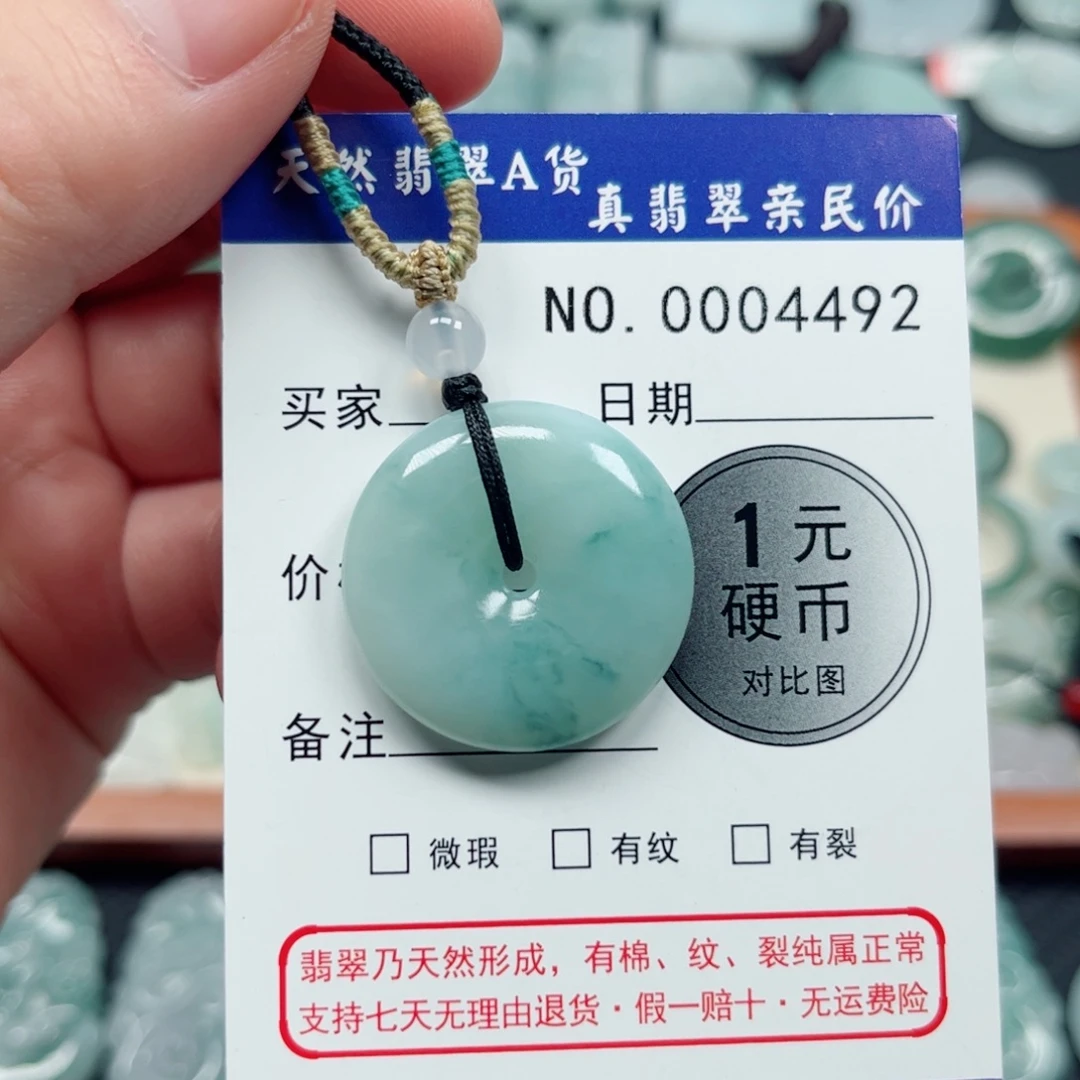 天然翡翠A货
真翡翠亲民价
NO. 0004492
买家 日期
1元
硬币
对比图
价
备注
微瑕 有纹 有裂
翡翠乃天然形成，有棉、纹、裂纯属正常
支持七天无理由退货·假一赔十·无运费险